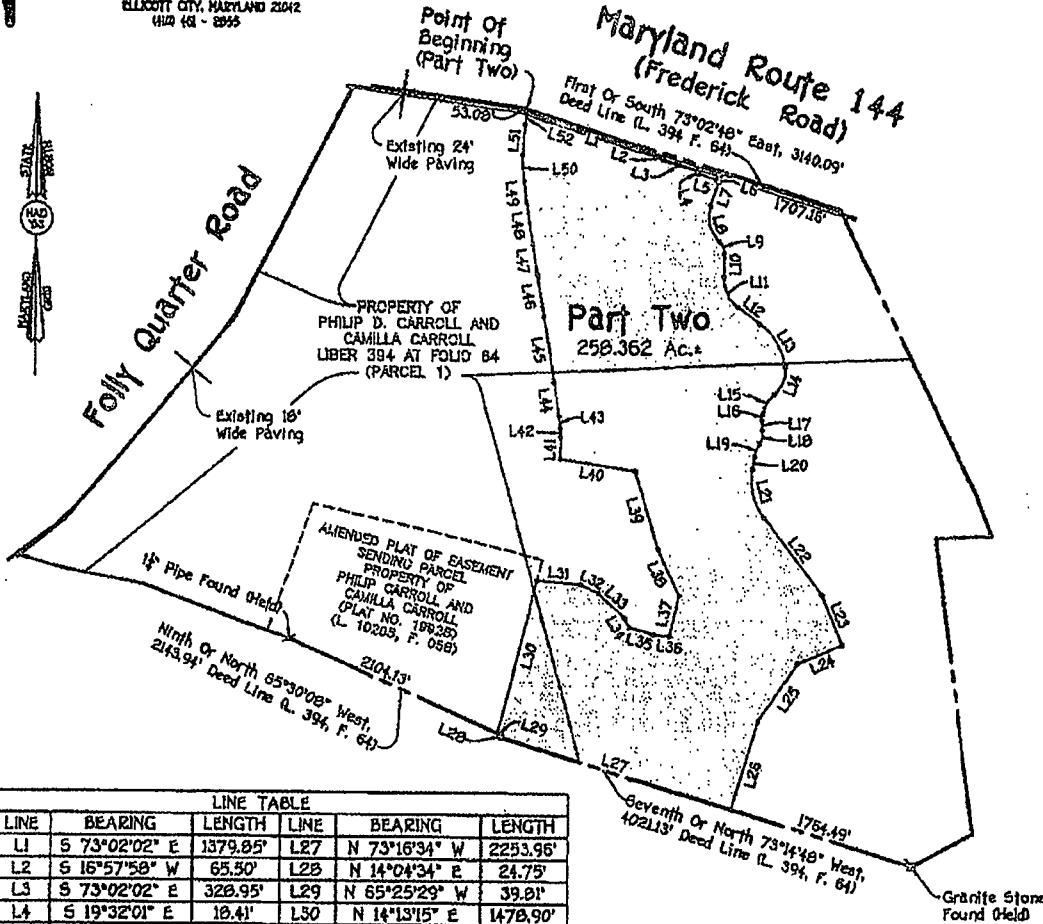 ELLICOTT CITY, MARYLAND 21042
(410) 461 - 2855
Point Of
Beginning
(Part Two)
Maryland Route 144
(Frederick Road)
First Or South 73°02'48" East, 3140.09'
Deed Line (L. 394 F. 64)
53.09'
Existing 24'
Wide Paving
L51
L52
L1
L2
L3
L4
L5
L6
L7
1707.16'
L50
L49
L48
L47
L46
L45
L8
L9
L10
L11
L12
L13
L14
Folly Quarter Road
PROPERTY OF
PHILIP D. CARROLL AND
CAMILLA CARROLL
LIBER 394 AT FOLIO 64
(PARCEL 1)
Part Two
258.362 Ac.±
Existing 18'
Wide Paving
L44
L43
L42
L41
L40
L39
L38
L37
L36
L35
L34
L33
L32
L31
L15
L16
L17
L18
L19
L20
L21
L22
L23
L24
L25
L26
AMENDED PLAT OF EASEMENT
SENDING PARCEL
PROPERTY OF
PHILIP CARROLL AND
CAMILLA CARROLL
(L. 10205, F. 058)
Pipe Found (Held)
Ninth Or North 65°30'08" West,
2143.94' Deed Line (L. 394, F. 64)
2104.13'
L30
L28
L29
L27
Seventh Or North 73°14'48" West,
4021.13' Deed Line (L. 394, F. 64)
1754.49'
Granite Stone
Found (Held)
LINE TABLE
LINE BEARING LENGTH LINE BEARING LENGTH
L1 S 73°02'02" E 1379.85' L27 N 73°16'34" W 2253.96'
L2 S 16°57'58" W 65.50' L28 N 14°04'34" E 24.75'
L3 S 73°02'02" E 328.95' L29 N 65°25'29" W 39.81'
L4 S 19°32'01" E 18.41' L30 N 14°13'15" E 1478.90'